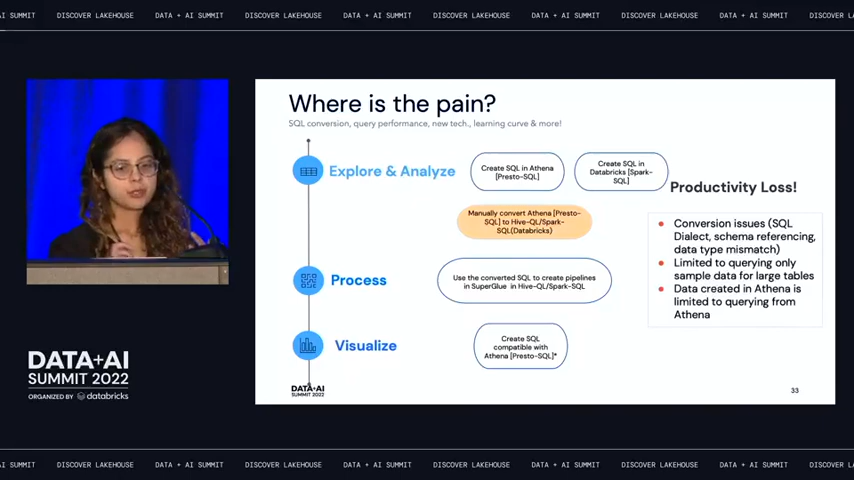 AI SUMMIT DISCOVER LAKEHOUSE DATA + AI SUMMIT DISCOVER LAKEHOUSE DATA + AI SUMMIT DISCOVER LAKEHOUSE DATA + AI SUMMIT DISCOVER LAKEHOUSE DATA + AI SUMMIT DISCOVER
Where is the pain?
SQL conversion, query performance, new tech., learning curve & more!
Explore & Analyze
Create SQL in Athena
[Presto-SQL]
Create SQL in
Databricks [Spark-
SQL]
Manually convert Athena [Presto-
SQL] to Hive-QL/Spark-
SQL(Databricks)
Process
Use the converted SQL to create pipelines
in SuperGlue in Hive-QL/Spark-SQL
Visualize
Create SQL
compatible with
Athena [Presto-SQL]*
Productivity Loss!
Conversion issues (SQL
Dialect, schema referencing,
data type mismatch)
Limited to querying only
sample data for large tables
Data created in Athena is
limited to querying from
Athena
DATA+AI
SUMMIT 2022
33
DATA+AI
SUMMIT 2022
ORGANIZED BY databricks
AI SUMMIT DISCOVER LAKEHOUSE DATA + AI SUMMIT DISCOVER LAKEHOUSE DATA + AI SUMMIT DISCOVER LAKEHOUSE DATA + AI SUMMIT DISCOVER LAKEHOUSE DATA + AI SUMMIT DISCOVER